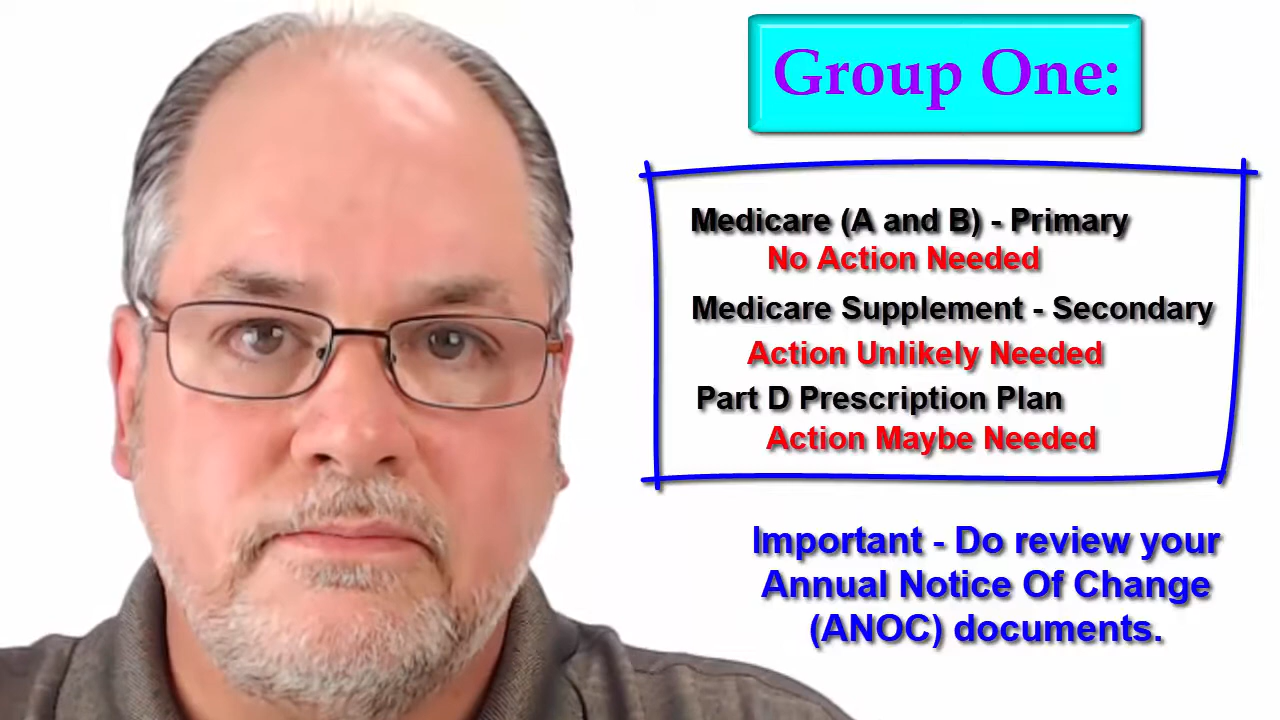 Group One:
Medicare (A and B) - Primary
No Action Needed
Medicare Supplement - Secondary
Action Unlikely Needed
Part D Prescription Plan
Action Maybe Needed
Important - Do review your
Annual Notice Of Change
(ANOC) documents.